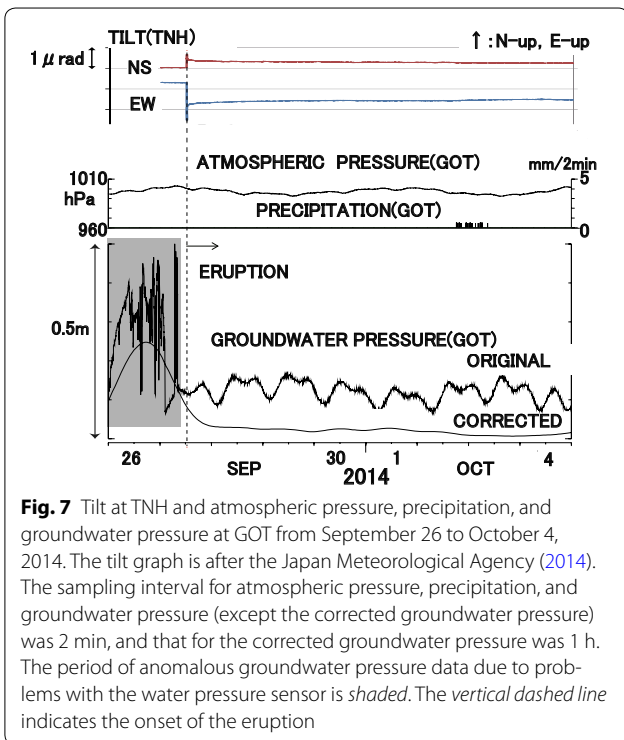 TILT(TNH)
↑ : N-up, E-up
1 μ rad
NS
EW
ATMOSPHERIC PRESSURE(GOT)
mm/2min
1010
5
hPa
PRECIPITATION(GOT)
960
0
ERUPTION
0.5m
GROUNDWATER PRESSURE(GOT)
ORIGINAL
CORRECTED
26
30
1
4
SEP
2014
OCT
Fig. 7 Tilt at TNH and atmospheric pressure, precipitation, and
groundwater pressure at GOT from September 26 to October 4,
2014. The tilt graph is after the Japan Meteorological Agency (2014).
The sampling interval for atmospheric pressure, precipitation, and
groundwater pressure (except the corrected groundwater pressure)
was 2 min, and that for the corrected groundwater pressure was 1 h.
The period of anomalous groundwater pressure data due to prob-
lems with the water pressure sensor is shaded. The vertical dashed line
indicates the onset of the eruption